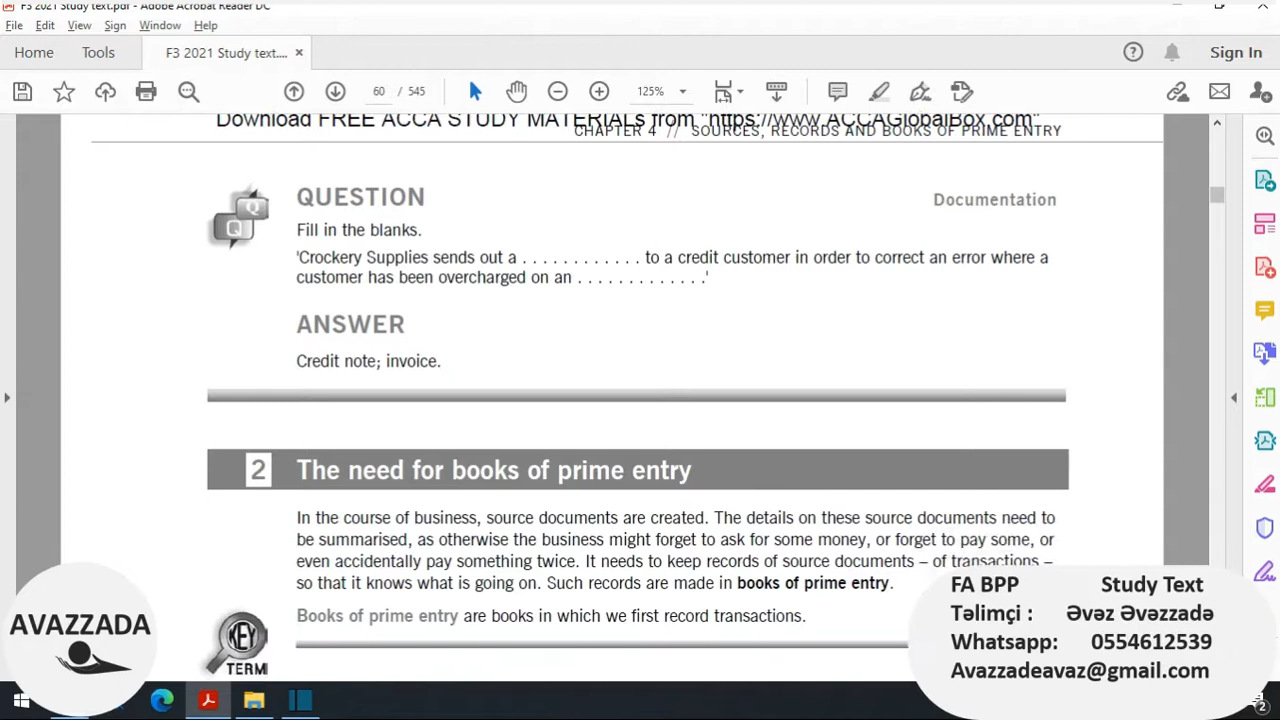 F3 2021 Study text.pdf - Adobe Acrobat Reader DC
File Edit View Sign Window Help
Home Tools F3 2021 Study text.... × Sign In
60 / 545 125%
Download FREE ACCA STUDY MATERIALs from "https://www.ACCAGlobalBox.com"
CHAPTER 4 // SOURCES, RECORDS AND BOOKS OF PRIME ENTRY
Q
Q
QUESTION Documentation
Fill in the blanks.
'Crockery Supplies sends out a . . . . . . . . . . . . to a credit customer in order to correct an error where a
customer has been overcharged on an . . . . . . . . . . . . .'
ANSWER
Credit note; invoice.
2 The need for books of prime entry
In the course of business, source documents are created. The details on these source documents need to
be summarised, as otherwise the business might forget to ask for some money, or forget to pay some, or
even accidentally pay something twice. It needs to keep records of source documents – of transactions –
so that it knows what is going on. Such records are made in books of prime entry.
KEY
TERM
Books of prime entry are books in which we first record transactions.
AVAZZADA
FA BPP Study Text
Təlimçi : Əvəz Əvəzzadə
Whatsapp: 0554612539
Avazzadeavaz@gmail.com
2